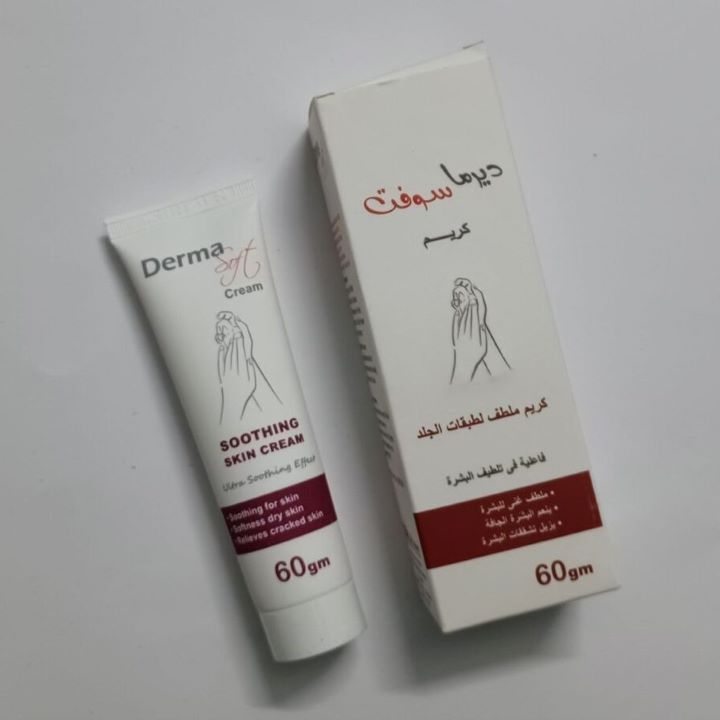 Derma
Soft
Cream
SOOTHING
SKIN CREAM
Ultra Soothing Effect
• Soothing for skin
• Softness dry skin
• Relieves cracked skin
60gm
ديرما
سوفت
كريم
كريم ملطف لطبقات الجلد
فاعلية فى تلطيف البشرة
• ملطف غنى للبشرة
• ينعم البشرة الجافة
• يزيل تشققات البشرة
60gm